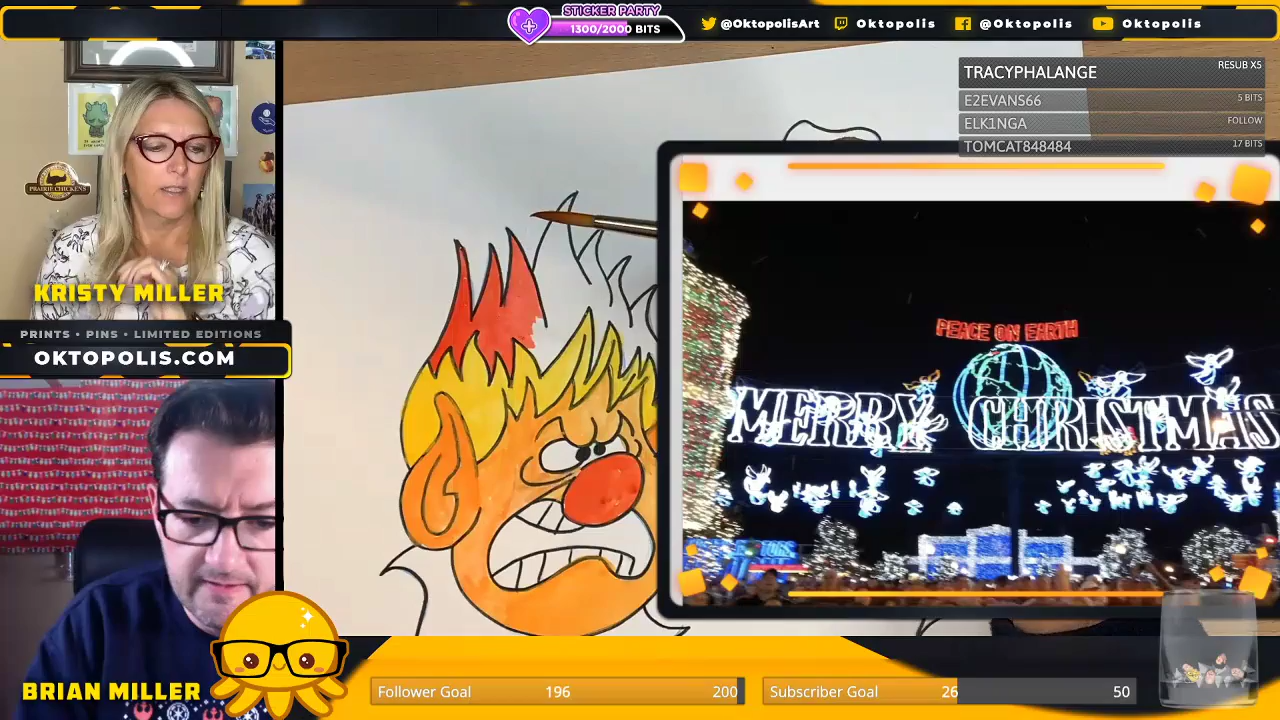 STICKER PARTY
1300/2000 BITS
@OktopolisArt
Oktopolis
@Oktopolis
Oktopolis
TRACYPHALANGE RESUB X5
E2EVANS66 5 BITS
ELK1NGA FOLLOW
TOMCAT848484 17 BITS
PRAIRIE CHICKENS
KRISTY MILLER
PRINTS • PINS • LIMITED EDITIONS
OKTOPOLIS.COM
PEACE ON EARTH
MERRY CHRISTMAS
BRIAN MILLER
Follower Goal 196 200
Subscriber Goal 26 50